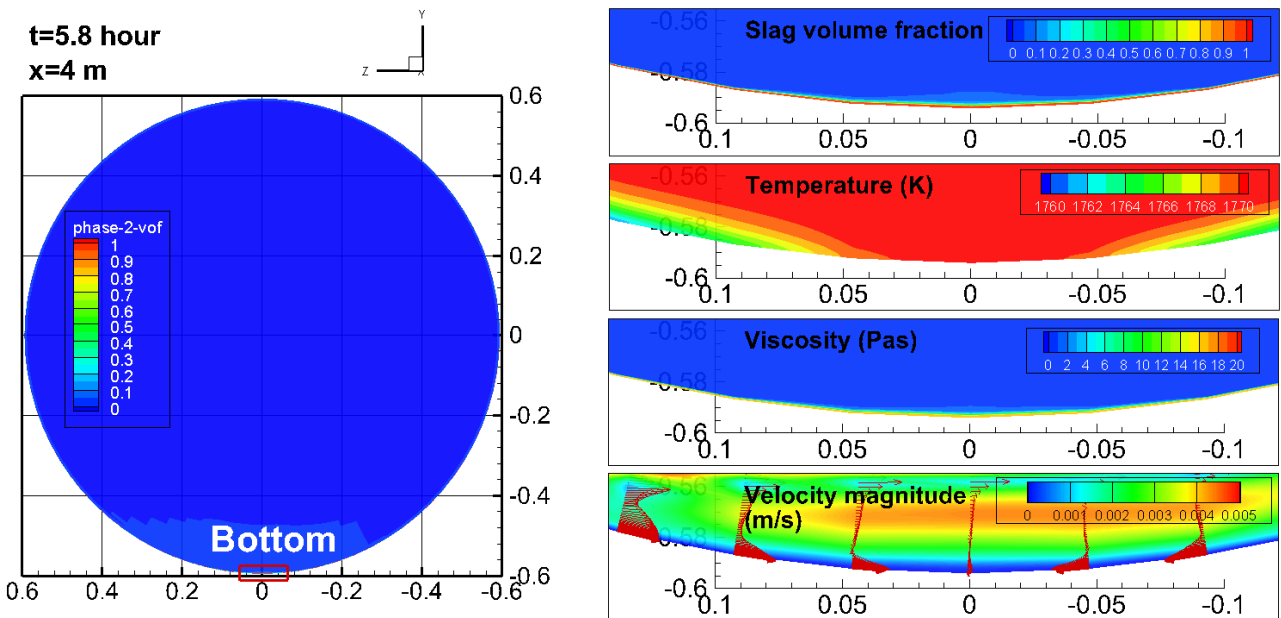 t=5.8 hour
x=4 m
Y
Z
X
0.6
0.4
0.2
0
-0.2
-0.4
-0.6
phase-2-vof
1
0.9
0.8
0.7
0.6
0.5
0.4
0.3
0.2
0.1
0
Bottom
0.6 0.4 0.2 0 -0.2 -0.4 -0.6
-0.56
Slag volume fraction
0 0.1 0.2 0.3 0.4 0.5 0.6 0.7 0.8 0.9 1
-0.58
-0.6
0.1 0.05 0 -0.05 -0.1
-0.56
Temperature (K)
1760 1762 1764 1766 1768 1770
-0.58
-0.6
0.1 0.05 0 -0.05 -0.1
-0.56
Viscosity (Pas)
0 2 4 6 8 10 12 14 16 18 20
-0.58
-0.6
0.1 0.05 0 -0.05 -0.1
-0.56
Velocity magnitude
(m/s)
0 0.001 0.002 0.003 0.004 0.005
-0.58
-0.6
0.1 0.05 0 -0.05 -0.1